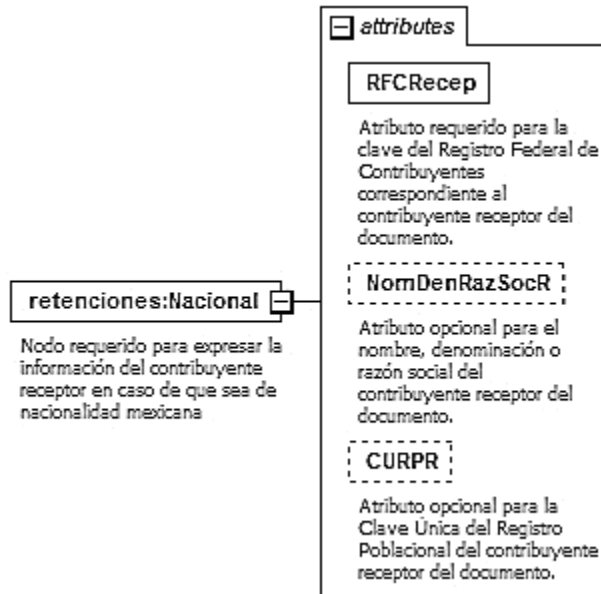 attributes
RFCRecep
Atributo requerido para la
clave del Registro Federal de
Contribuyentes
correspondiente al
contribuyente receptor del
documento.
retenciones:Nacional
Nodo requerido para expresar la
información del contribuyente
receptor en caso de que sea de
nacionalidad mexicana
NomDenRazSocR
Atributo opcional para el
nombre, denominación o
razón social del
contribuyente receptor del
documento.
CURPR
Atributo opcional para la
Clave Única del Registro
Poblacional del contribuyente
receptor del documento.